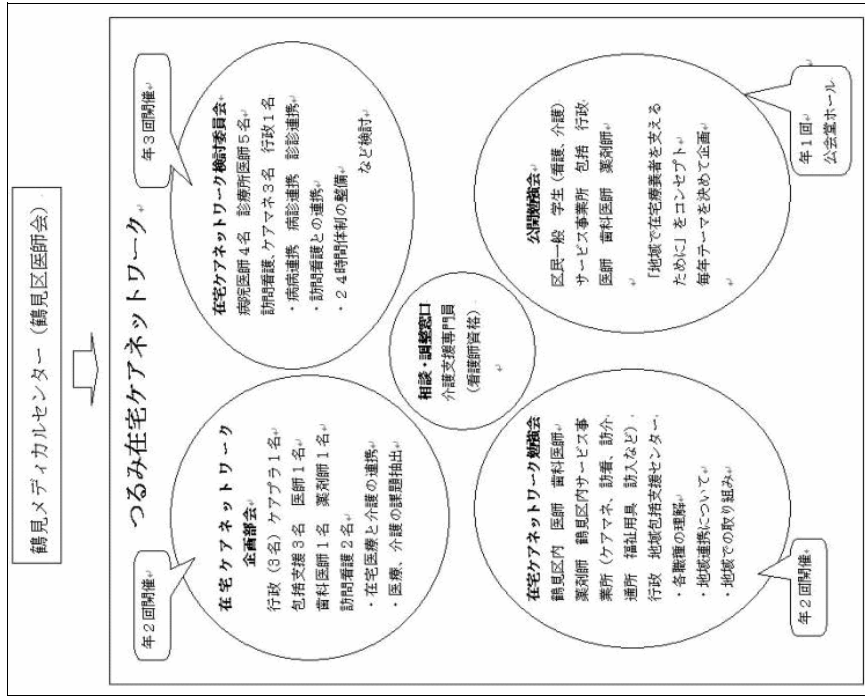 鶴見メディカルセンター（鶴見区医師会）
つるみ在宅ケアネットワーク
年2回開催
在宅ケアネットワーク
企画部会
行政（3名）ケアプラ1名
包括支援3名　医師1名
歯科医師1名　薬剤師1名
訪問看護2名
・在宅医療と介護の連携
・医療、介護の課題抽出
年3回開催
在宅ケアネットワーク検討委員会
病院医師4名　診療所医師5名
訪問看護、ケアマネ3名　行政1名
・病病連携　病診連携　診診連携
・訪問看護との連携
・24時間体制の整備
など検討
相談・調整窓口
介護支援専門員
（看護師資格）
在宅ケアネットワーク勉強会
鶴見区内　医師　歯科医師
薬剤師　鶴見区内サービス事
業所（ケアマネ、訪看、訪介
通所　福祉用具　訪入など）
行政　地域包括支援センター
・各職種の理解
・地域連携について
・地域での取り組み
年2回開催
公開勉強会
区民一般　学生（看護、介護）
サービス事業所　包括　行政
医師　歯科医師　薬剤師
「地域で在宅療養者を支える
ために」をコンセプト
毎年テーマを決めて企画
年1回
公会堂ホール